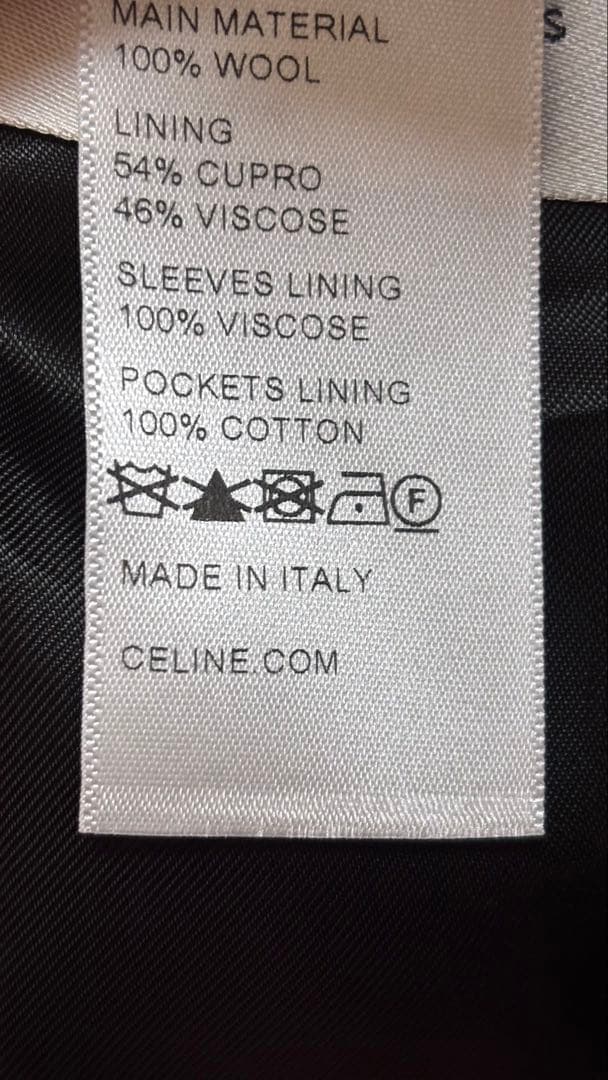 MAIN MATERIAL
100% WOOL
LINING
54% CUPRO
46% VISCOSE
SLEEVES LINING
100% VISCOSE
POCKETS LINING
100% COTTON
F
MADE IN ITALY
CELINE.COM
S